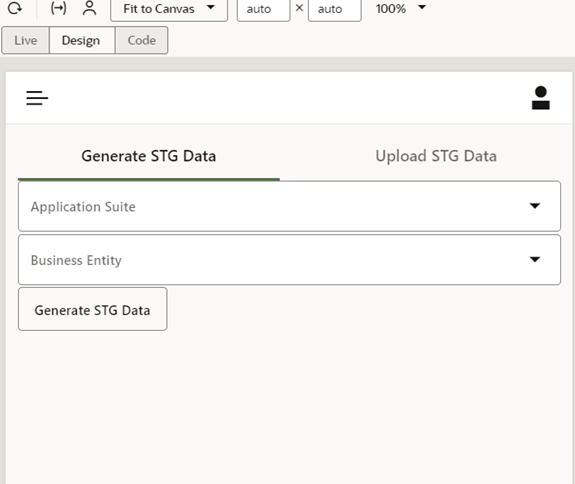 Fit to Canvas auto × auto 100%
Live Design Code
Generate STG Data Upload STG Data
Application Suite
Business Entity
Generate STG Data